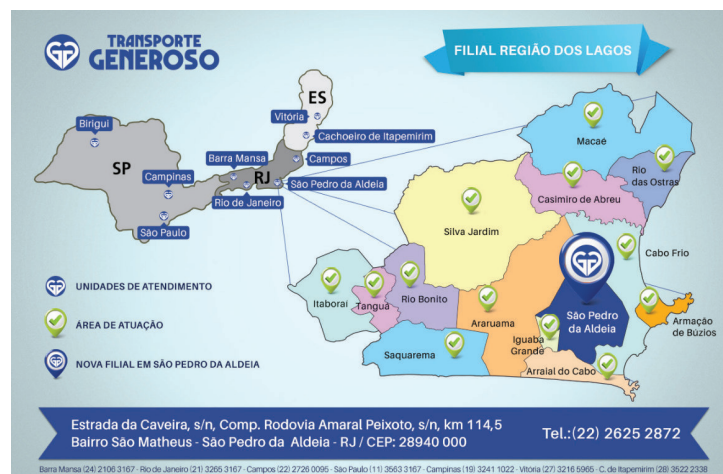 TRANSPORTE
GENEROSO
FILIAL REGIÃO DOS LAGOS
ES
Vitória
Cachoeiro de Itapemirim
Birigui
Campos
SP
Barra Mansa
RJ
São Pedro da Aldeia
Campinas
Rio de Janeiro
São Paulo
Macaé
Rio
das Ostras
Casimiro de Abreu
Silva Jardim
Cabo Frio
Itaboraí
Tanguá
Rio Bonito
Araruama
São Pedro
da Aldeia
Armação
de Búzios
Iguaba
Grande
Saquarema
Arraial do Cabo
UNIDADES DE ATENDIMENTO
ÁREA DE ATUAÇÃO
NOVA FILIAL EM SÃO PEDRO DA ALDEIA
Estrada da Caveira, s/n, Comp. Rodovia Amaral Peixoto, s/n, km 114,5
Bairro São Matheus - São Pedro da Aldeia - RJ / CEP: 28940 000
Tel.:(22) 2625 2872
Barra Mansa (24) 2106 3167 - Rio de Janeiro (21) 3265 3167 - Campos (22) 2726 0095 - São Paulo (11) 3563 3167 - Campinas (19) 3241 1022 - Vitória (27) 3216 5965 - C. de Itapemirim (28) 3522 2338